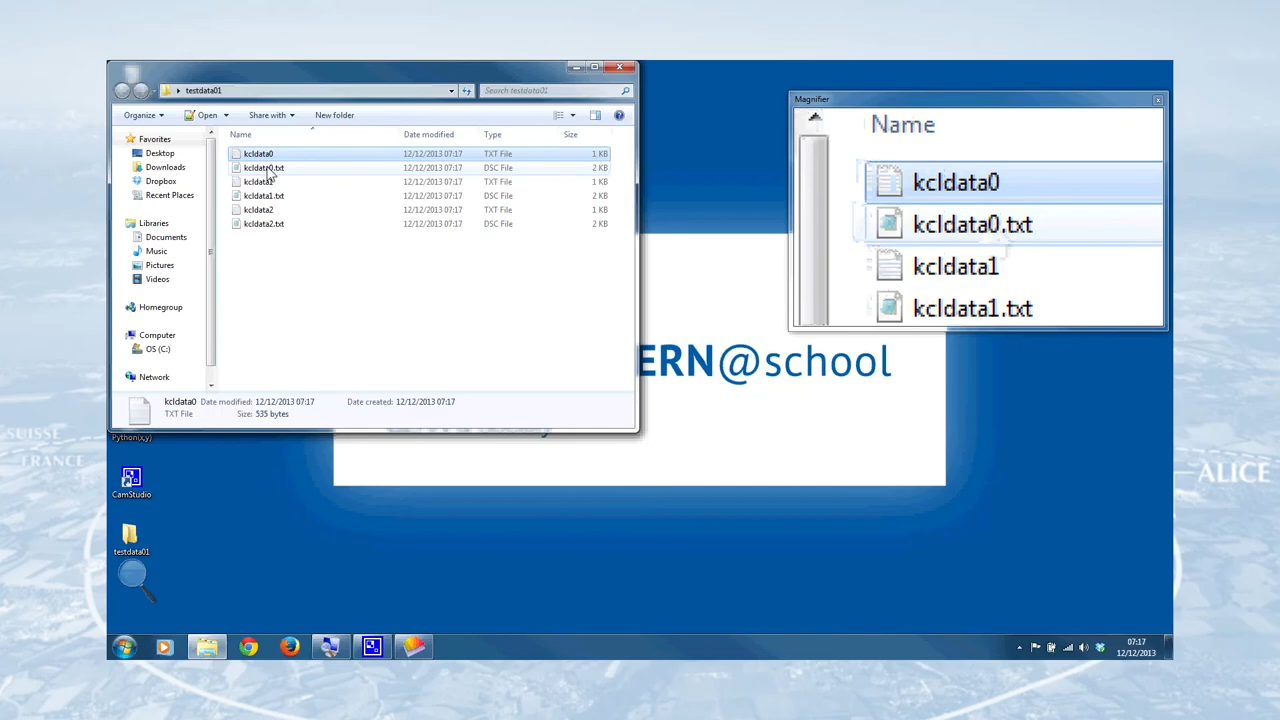 testdata01
Search testdata01
Organize
Open
Share with
New folder
Favorites
Desktop
Downloads
Dropbox
Recent Places
Libraries
Documents
Music
Pictures
Videos
Homegroup
Computer
OS (C:)
Network
Name Date modified Type Size
kcldata0 12/12/2013 07:17 TXT File 1 KB
kcldata0.txt 12/12/2013 07:17 DSC File 2 KB
kcldata1 12/12/2013 07:17 TXT File 1 KB
kcldata1.txt 12/12/2013 07:17 DSC File 2 KB
kcldata2 12/12/2013 07:17 TXT File 1 KB
kcldata2.txt 12/12/2013 07:17 DSC File 2 KB
kcldata0 Date modified: 12/12/2013 07:17 Date created: 12/12/2013 07:17
TXT File Size: 535 bytes
Magnifier
Name
kcldata0
kcldata0.txt
kcldata1
kcldata1.txt
ERN@school
SUISSE
FRANCE
ALICE
Python(x,y)
CamStudio
testdata01
07:17
12/12/2013